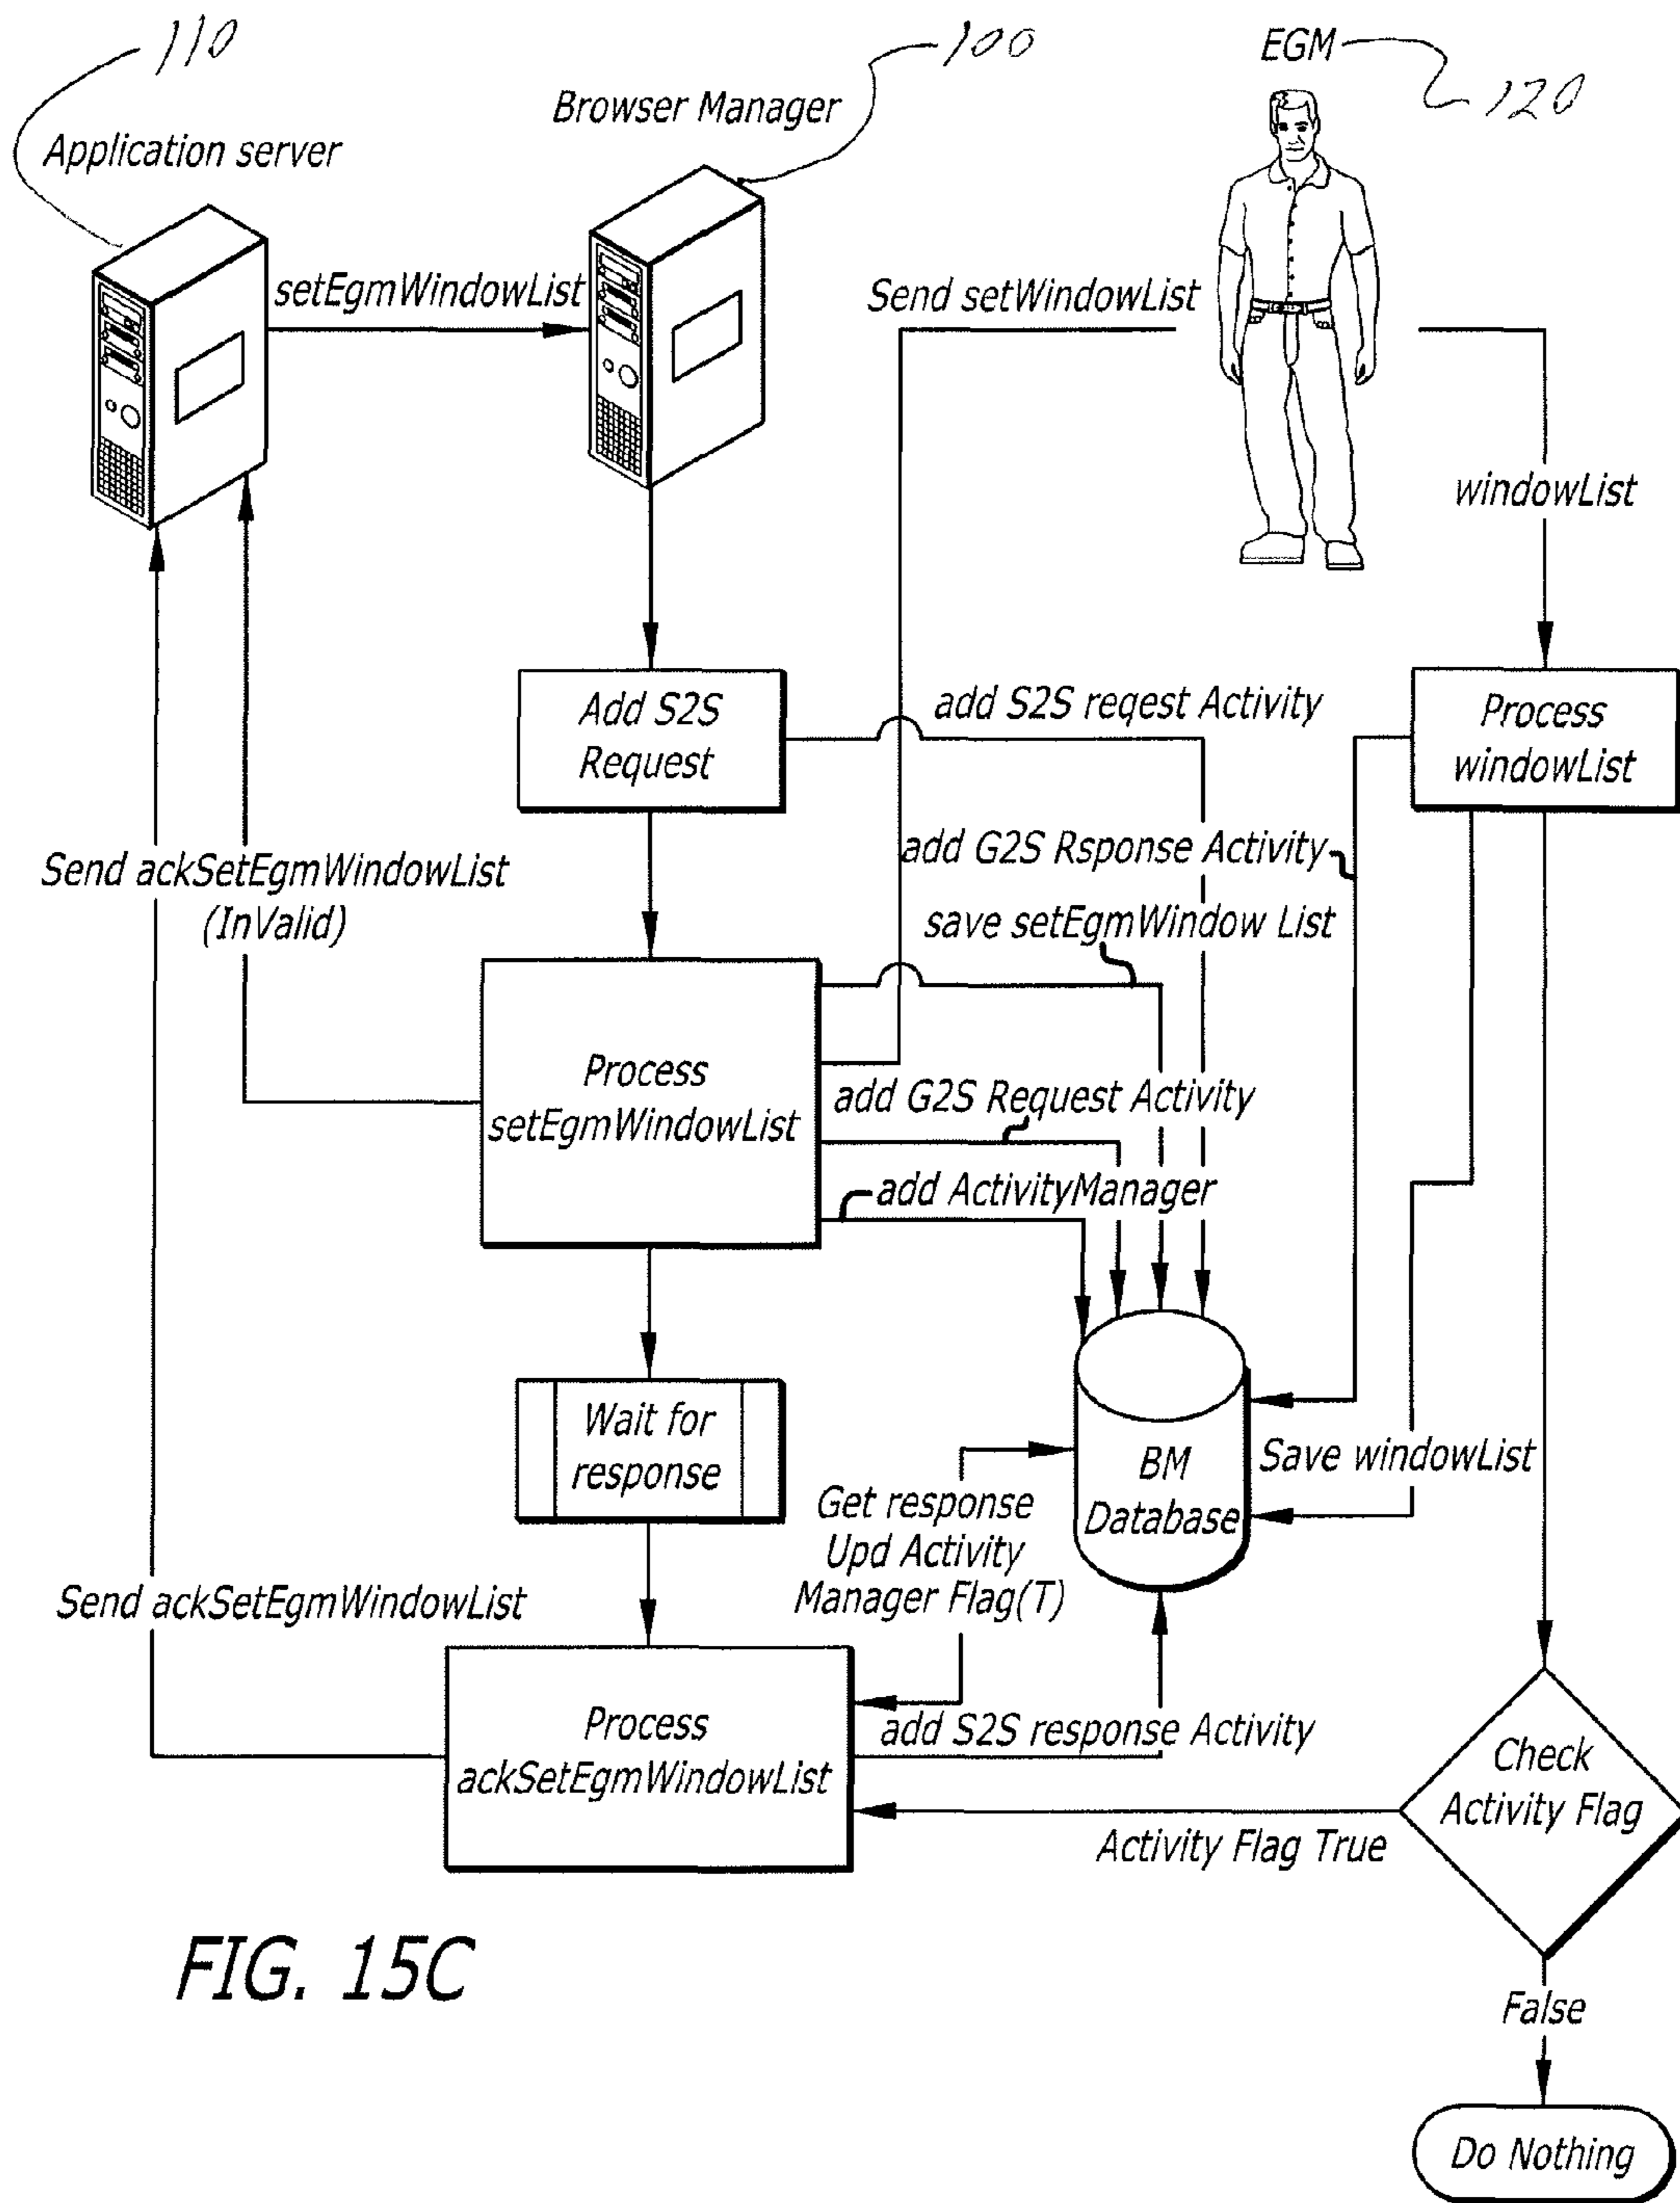 110
100
EGM
120
Browser Manager
Application server
setEgmWindowList
Send setWindowList
windowList
Add S2S
Request
add S2S reqest Activity
Process
windowList
add G2S Rsponse Activity
Send ackSetEgmWindowList
(InValid)
save setEgmWindow List
Process
setEgmWindowList
add G2S Request Activity
add ActivityManager
Wait for
response
BM
Database
Save windowList
Get response
Upd Activity
Manager Flag(T)
Send ackSetEgmWindowList
Process
ackSetEgmWindowList
add S2S response Activity
Check
Activity Flag
Activity Flag True
FIG. 15C
False
Do Nothing